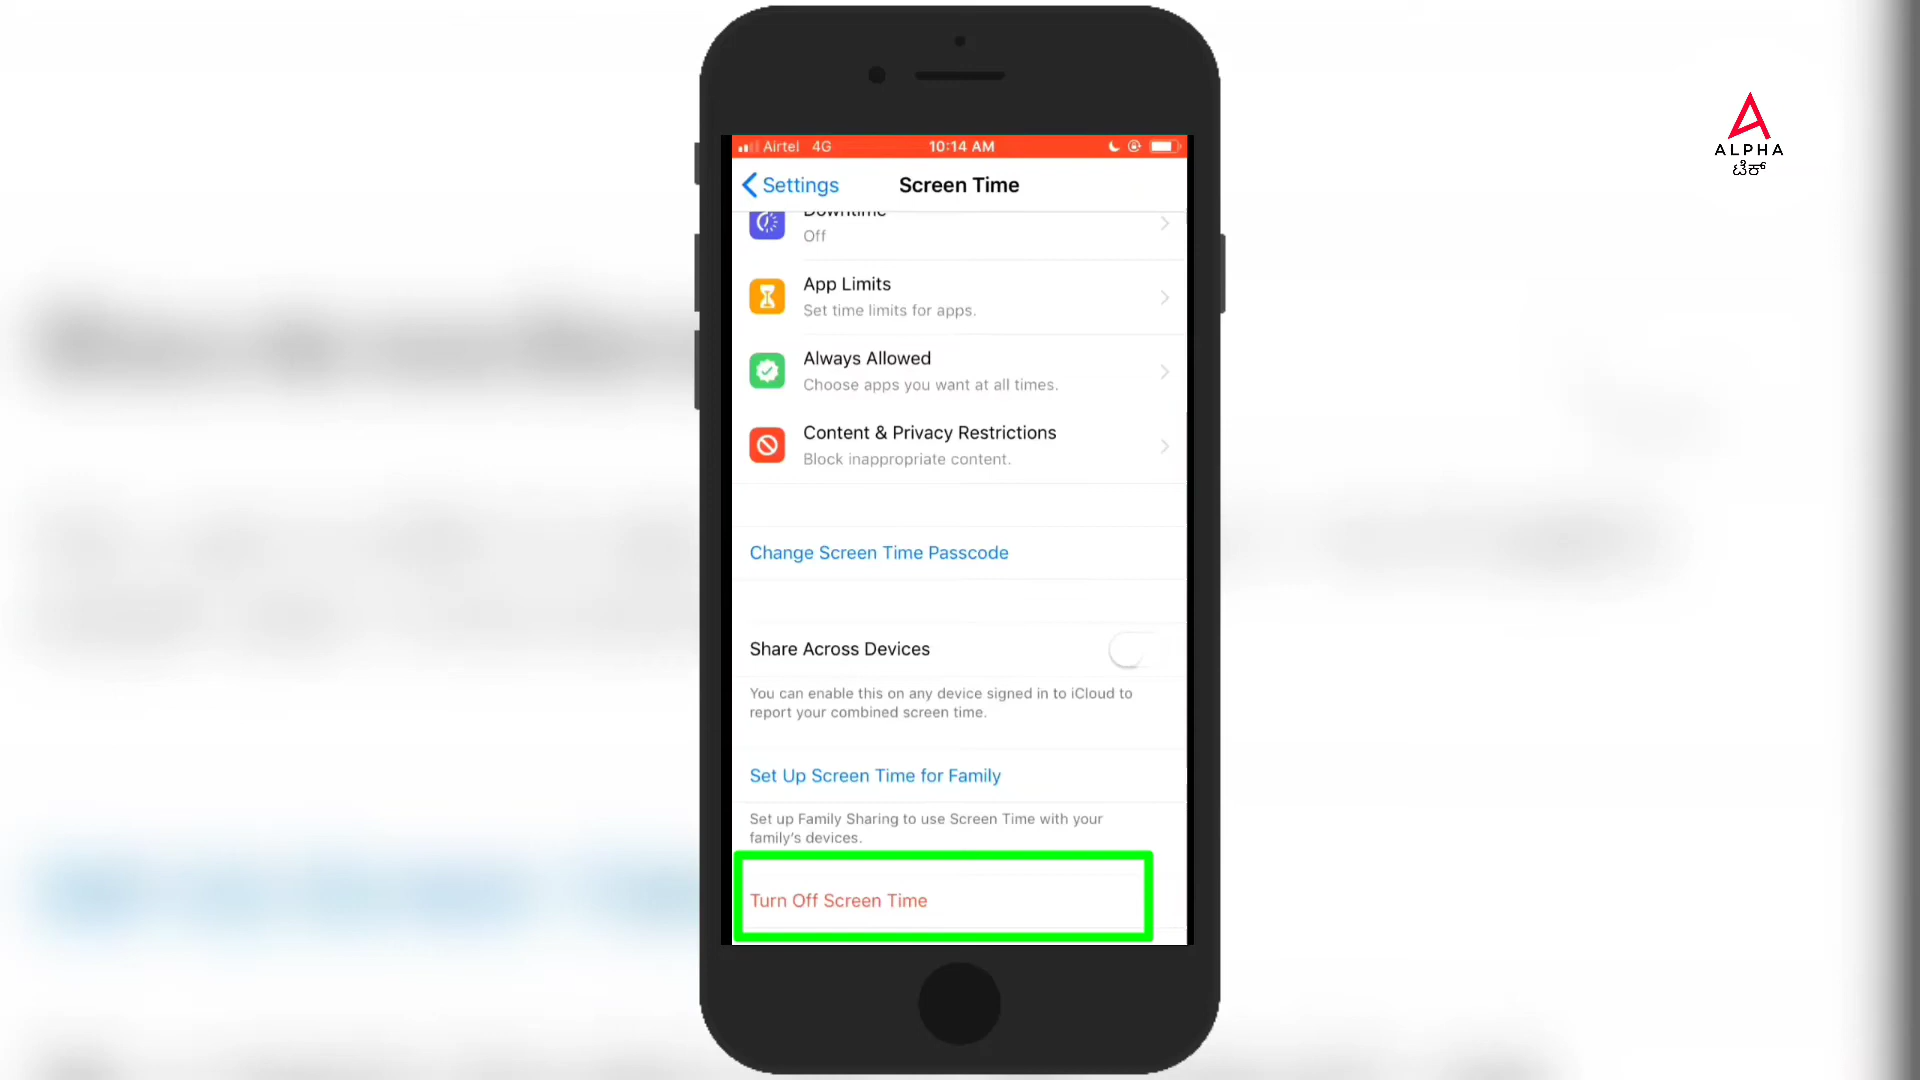 Airtel 4G 10:14 AM
Settings Screen Time
Downtime
Off
App Limits
Set time limits for apps.
Always Allowed
Choose apps you want at all times.
Content & Privacy Restrictions
Block inappropriate content.
Change Screen Time Passcode
Share Across Devices
You can enable this on any device signed in to iCloud to
report your combined screen time.
Set Up Screen Time for Family
Set up Family Sharing to use Screen Time with your
family's devices.
Turn Off Screen Time
ALPHA
ಟೆಕ್